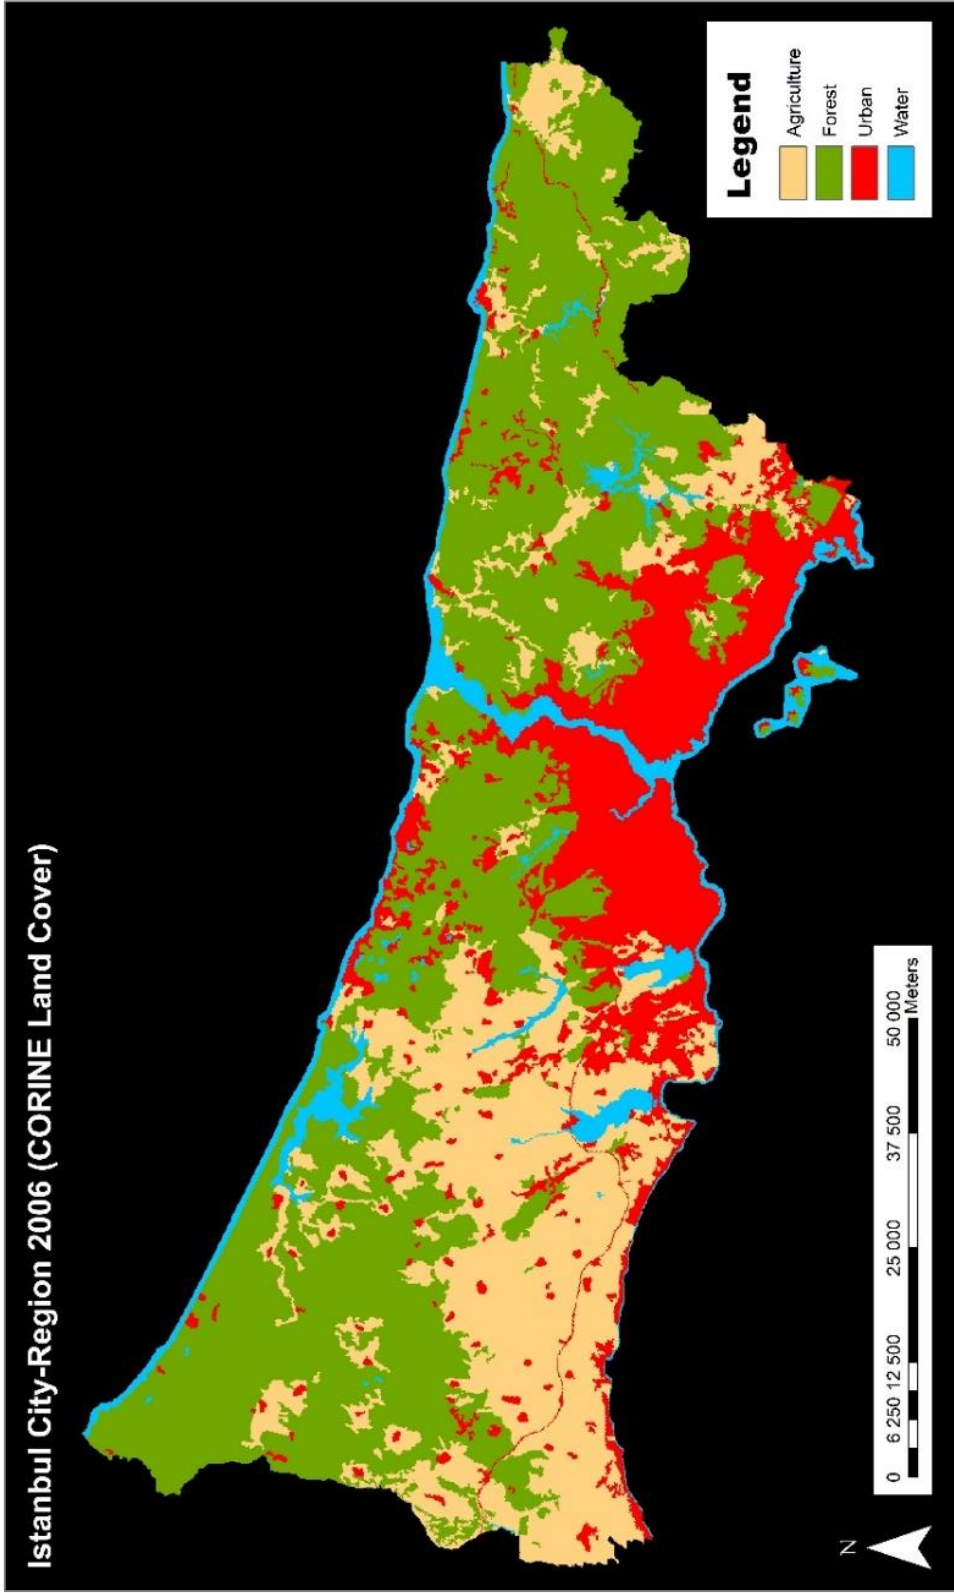 Istanbul City-Region 2006 (CORINE Land Cover)
Legend
Agriculture
Forest
Urban
Water
N
0 6 250 12 500 25 000 37 500 50 000
Meters